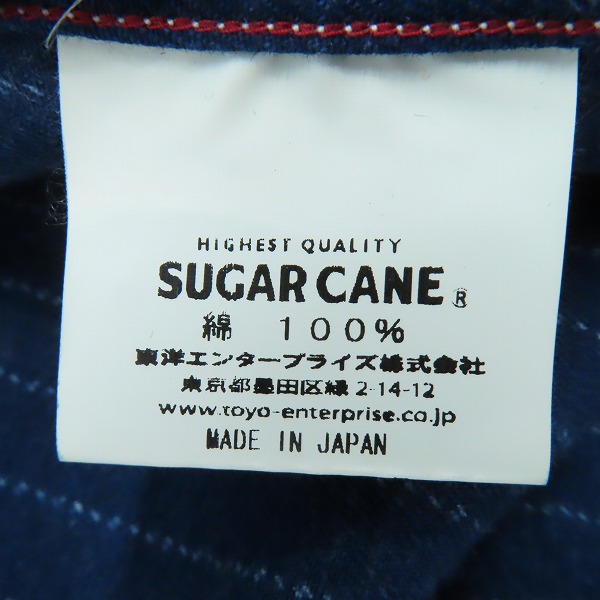 HIGHEST QUALITY
SUGAR CANE ®
綿 100%
東洋エンタープライズ株式会社
東京都墨田区緑 2-14-12
www.toyo-enterprise.co.jp
MADE IN JAPAN